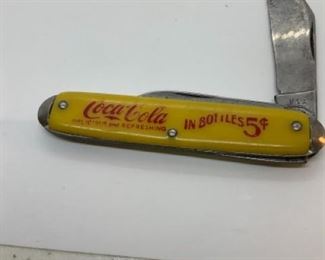 Coca-Cola
DELICIOUS and REFRESHING
IN BOTTLES 5¢